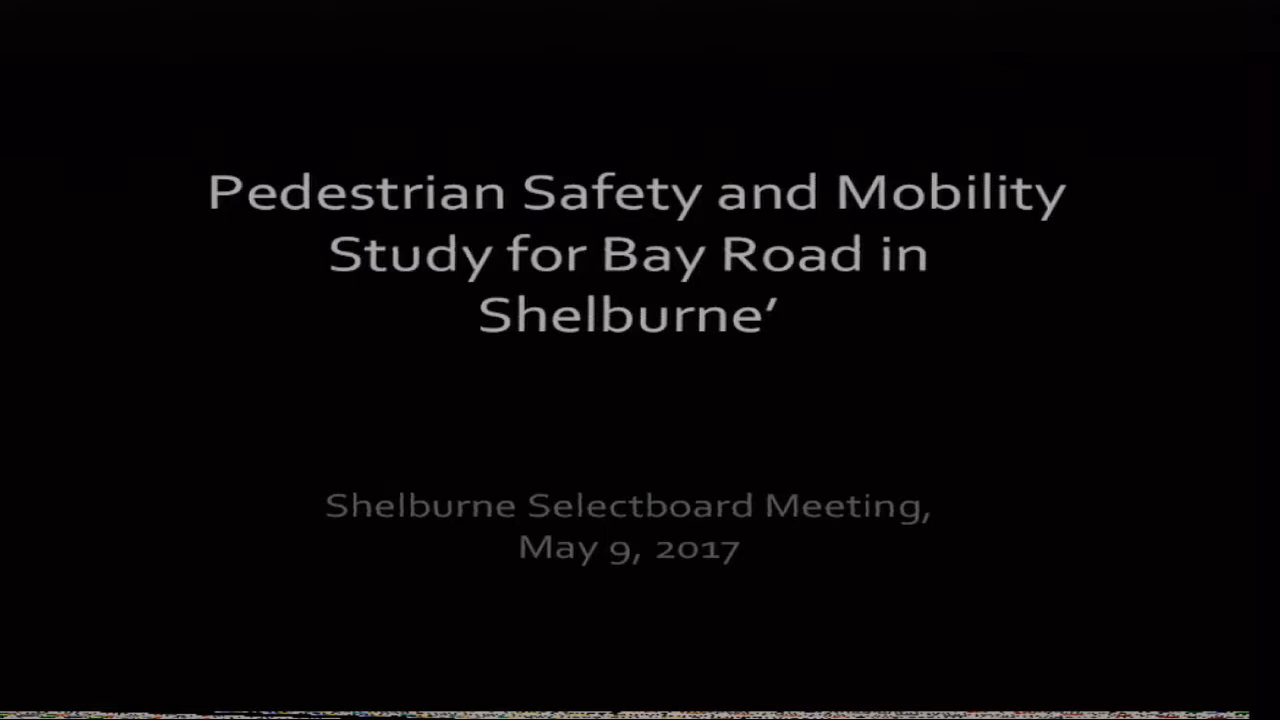 Pedestrian Safety and Mobility
Study for Bay Road in
Shelburne’
Shelburne Selectboard Meeting,
May 9, 2017